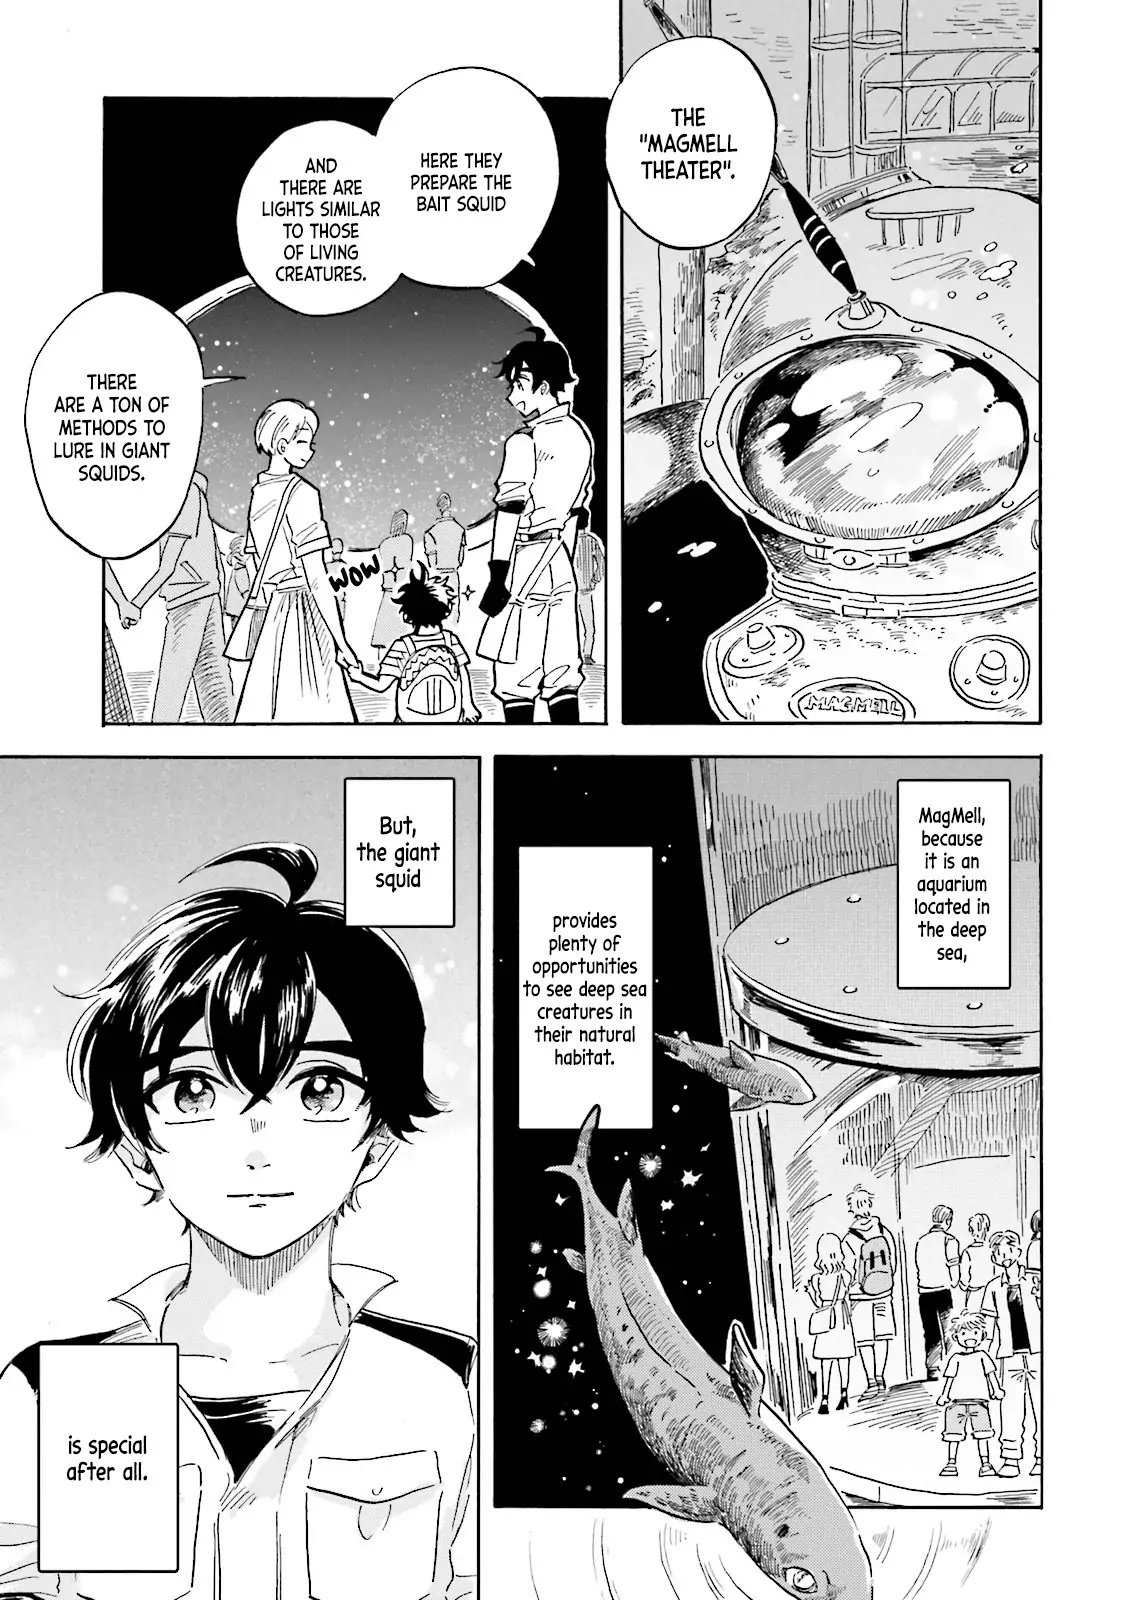 THE
"MAGMELL
THEATER".
MAGMELL
HERE THEY
PREPARE THE
BAIT SQUID
AND
THERE ARE
LIGHTS SIMILAR
TO THOSE
OF LIVING
CREATURES.
THERE
ARE A TON OF
METHODS TO
LURE IN GIANT
SQUIDS.
WOW
MagMell,
because
it is an
aquarium
located in
the deep
sea,
provides
plenty of
opportunities
to see deep sea
creatures in
their natural
habitat.
But,
the giant
squid
is special
after all.